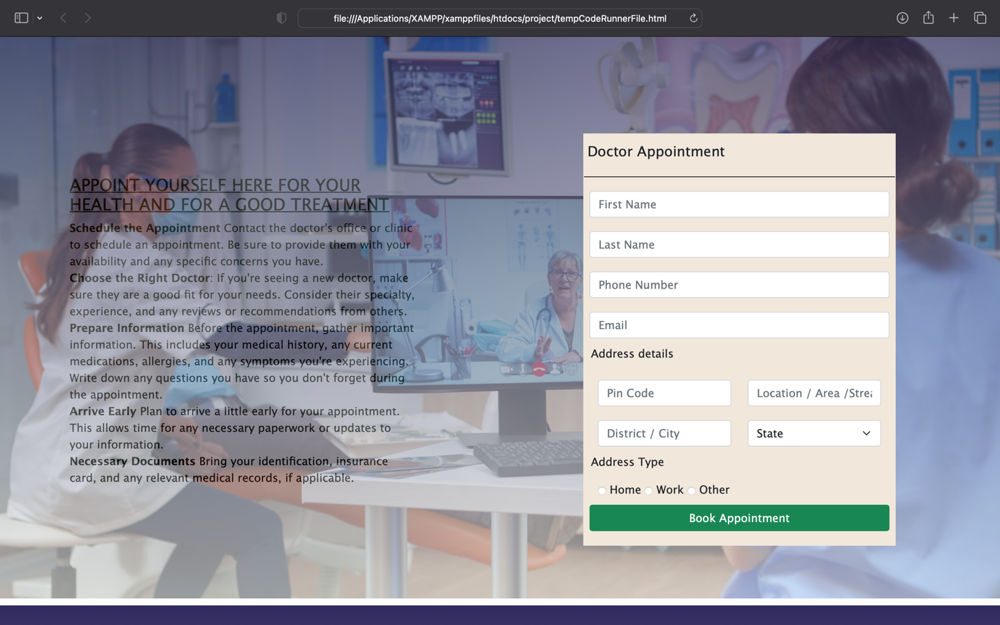 file:///Applications/XAMPP/xamppfiles/htdocs/project/tempCodeRunnerFile.html
APPOINT YOURSELF HERE FOR YOUR
HEALTH AND FOR A GOOD TREATMENT
Schedule the Appointment Contact the doctor's office or clinic
to schedule an appointment. Be sure to provide them with your
availability and any specific concerns you have.
Choose the Right Doctor: If you're seeing a new doctor, make
sure they are a good fit for your needs. Consider their specialty,
experience, and any reviews or recommendations from others.
Prepare Information Before the appointment, gather important
information. This includes your medical history, any current
medications, allergies, and any symptoms you're experiencing.
Write down any questions you have so you don't forget during
the appointment.
Arrive Early Plan to arrive a little early for your appointment.
This allows time for any necessary paperwork or updates to
your information.
Necessary Documents Bring your identification, insurance
card, and any relevant medical records, if applicable.
Doctor Appointment
First Name
Last Name
Phone Number
Email
Address details
Pin Code
Location / Area /Strea
District / City
State
Address Type
Home Work Other
Book Appointment